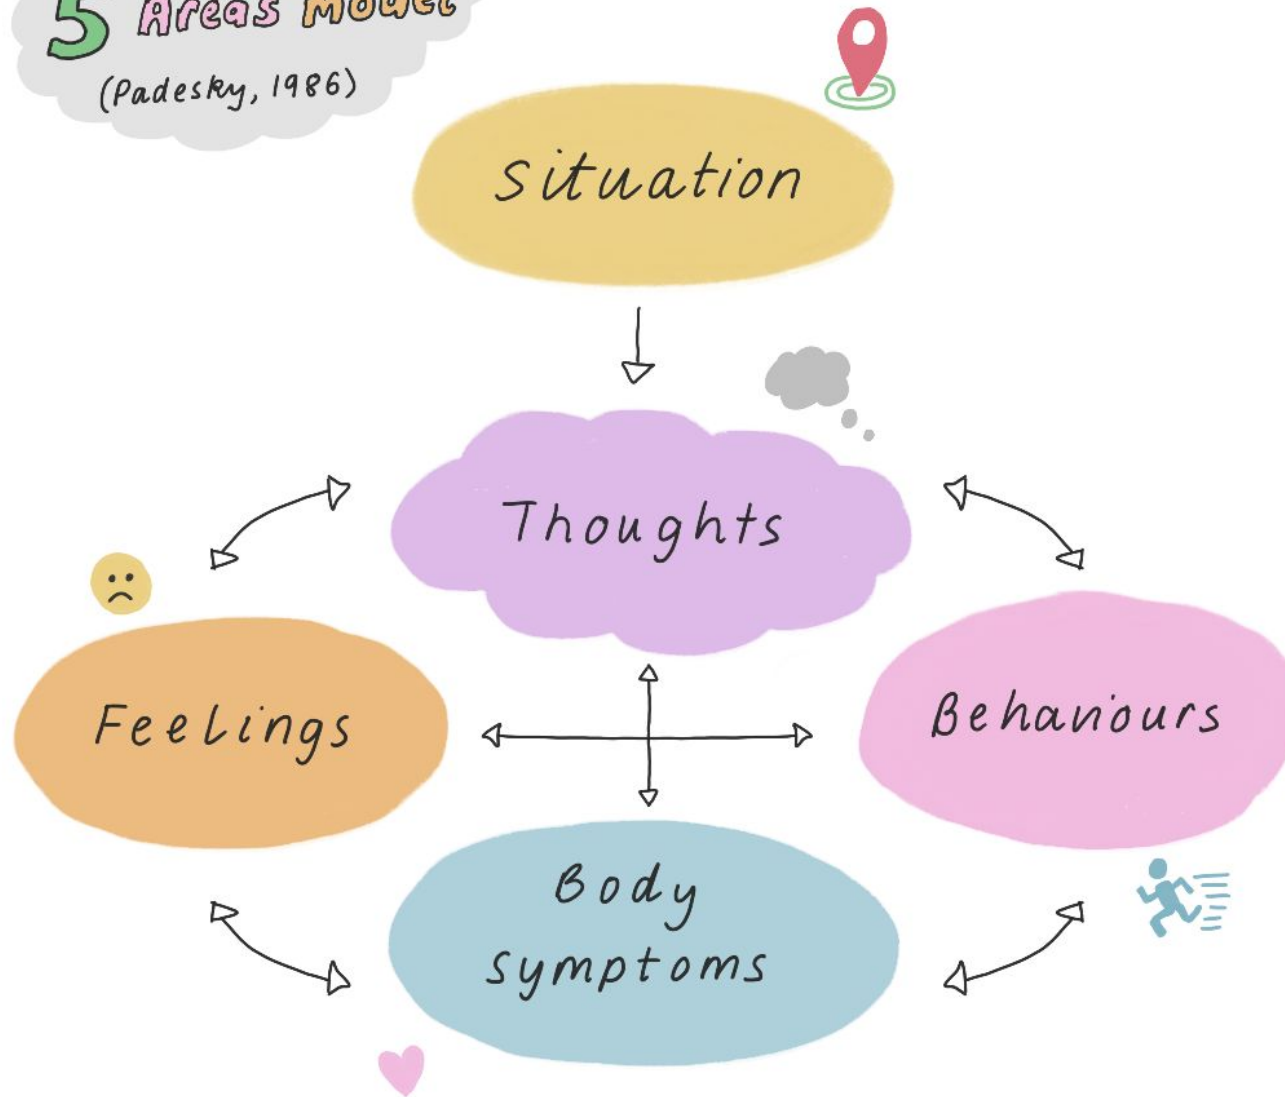 5 Areas Model
(Padesky, 1986)
Situation
Thoughts
Feelings
Behaviours
Body
symptoms